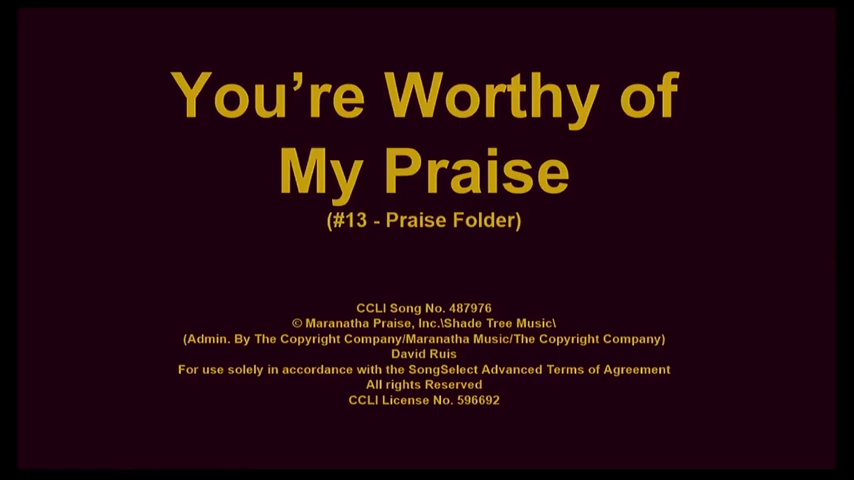 You’re Worthy of
My Praise
(#13 - Praise Folder)
CCLI Song No. 487976
© Maranatha Praise, Inc.\Shade Tree Music\
(Admin. By The Copyright Company/Maranatha Music/The Copyright Company)
David Ruis
For use solely in accordance with the SongSelect Advanced Terms of Agreement
All rights Reserved
CCLI License No. 596692